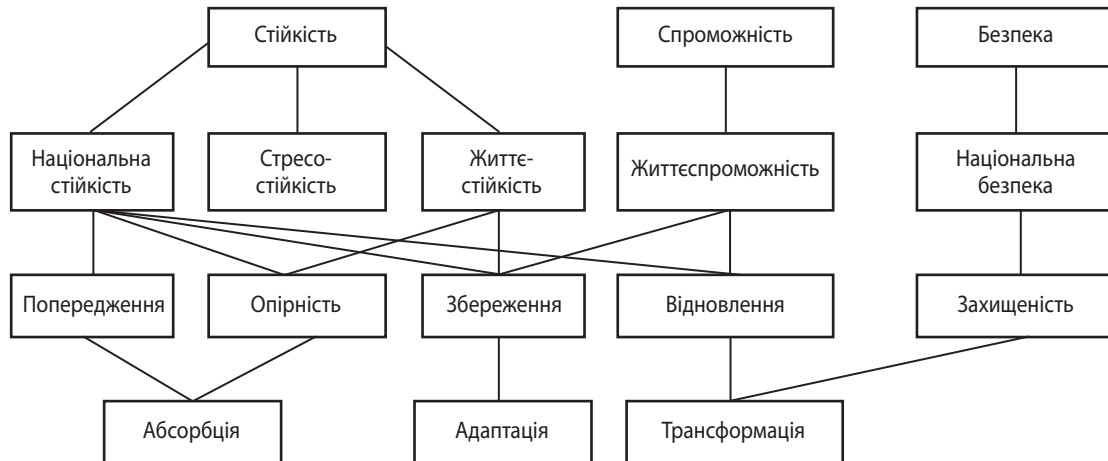 Стійкість
Спроможність
Безпека
Національна
стійкість
Стресо-
стійкість
Життє-
стійкість
Життєспроможність
Національна
безпека
Попередження
Опірність
Збереження
Відновлення
Захищеність
Абсорбція
Адаптація
Трансформація